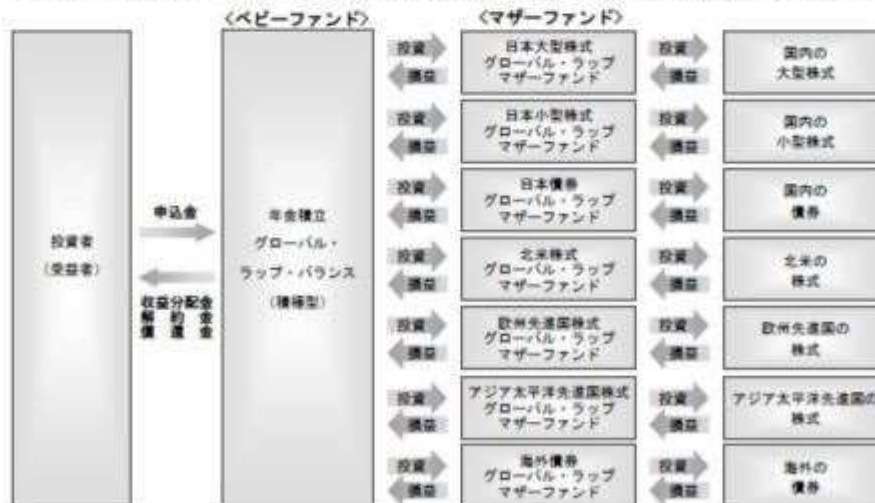 〈ベビーファンド〉
〈マザーファンド〉
投資者
(受益者)
申込金
収益分配金
解約金
償還金
年金積立
グローバル・
ラップ・バランス
(積極型)
投資
損益
日本大型株式
グローバル・ラップ
マザーファンド
投資
損益
国内の
大型株式
投資
損益
日本小型株式
グローバル・ラップ
マザーファンド
投資
損益
国内の
小型株式
投資
損益
日本債券
グローバル・ラップ
マザーファンド
投資
損益
国内の
債券
投資
損益
北米株式
グローバル・ラップ
マザーファンド
投資
損益
北米の
株式
投資
損益
欧州先進国株式
グローバル・ラップ
マザーファンド
投資
損益
欧州先進国の
株式
投資
損益
アジア太平洋先進国株式
グローバル・ラップ
マザーファンド
投資
損益
アジア太平洋先進国の
株式
投資
損益
海外債券
グローバル・ラップ
マザーファンド
投資
損益
海外の
債券